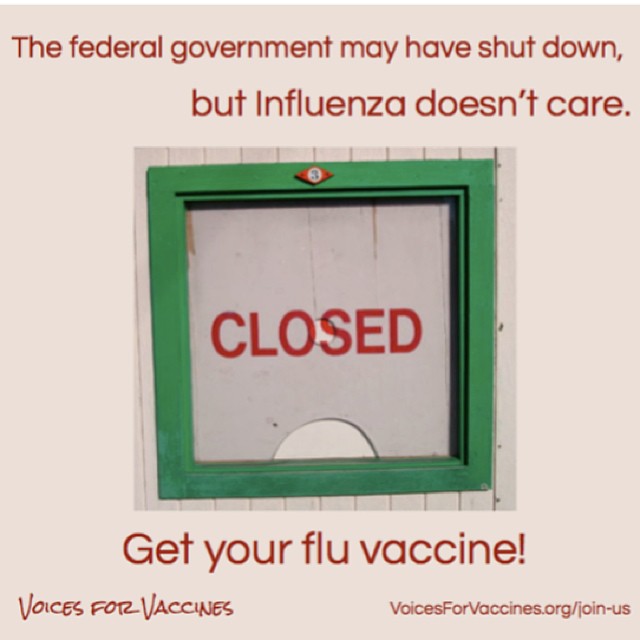 The federal government may have shut down,
but Influenza doesn't care.
3
CLOSED
Get your flu vaccine!
VOICES FOR VACCINES
VoicesForVaccines.org/join-us